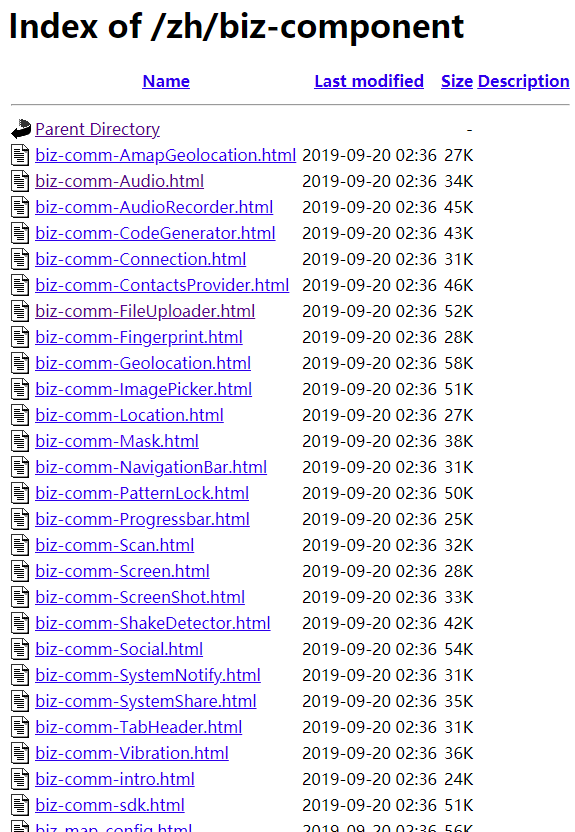 Index of /zh/biz-component
Name Last modified Size Description
Parent Directory -
biz-comm-AmapGeolocation.html 2019-09-20 02:36 27K
biz-comm-Audio.html 2019-09-20 02:36 34K
biz-comm-AudioRecorder.html 2019-09-20 02:36 45K
biz-comm-CodeGenerator.html 2019-09-20 02:36 43K
biz-comm-Connection.html 2019-09-20 02:36 31K
biz-comm-ContactsProvider.html 2019-09-20 02:36 46K
biz-comm-FileUploader.html 2019-09-20 02:36 52K
biz-comm-Fingerprint.html 2019-09-20 02:36 28K
biz-comm-Geolocation.html 2019-09-20 02:36 58K
biz-comm-ImagePicker.html 2019-09-20 02:36 51K
biz-comm-Location.html 2019-09-20 02:36 27K
biz-comm-Mask.html 2019-09-20 02:36 38K
biz-comm-NavigationBar.html 2019-09-20 02:36 31K
biz-comm-PatternLock.html 2019-09-20 02:36 50K
biz-comm-Progressbar.html 2019-09-20 02:36 25K
biz-comm-Scan.html 2019-09-20 02:36 32K
biz-comm-Screen.html 2019-09-20 02:36 28K
biz-comm-ScreenShot.html 2019-09-20 02:36 33K
biz-comm-ShakeDetector.html 2019-09-20 02:36 42K
biz-comm-Social.html 2019-09-20 02:36 54K
biz-comm-SystemNotify.html 2019-09-20 02:36 31K
biz-comm-SystemShare.html 2019-09-20 02:36 35K
biz-comm-TabHeader.html 2019-09-20 02:36 31K
biz-comm-Vibration.html 2019-09-20 02:36 36K
biz-comm-intro.html 2019-09-20 02:36 24K
biz-comm-sdk.html 2019-09-20 02:36 51K
biz-map-config.html 2019-09-20 02:36 56K